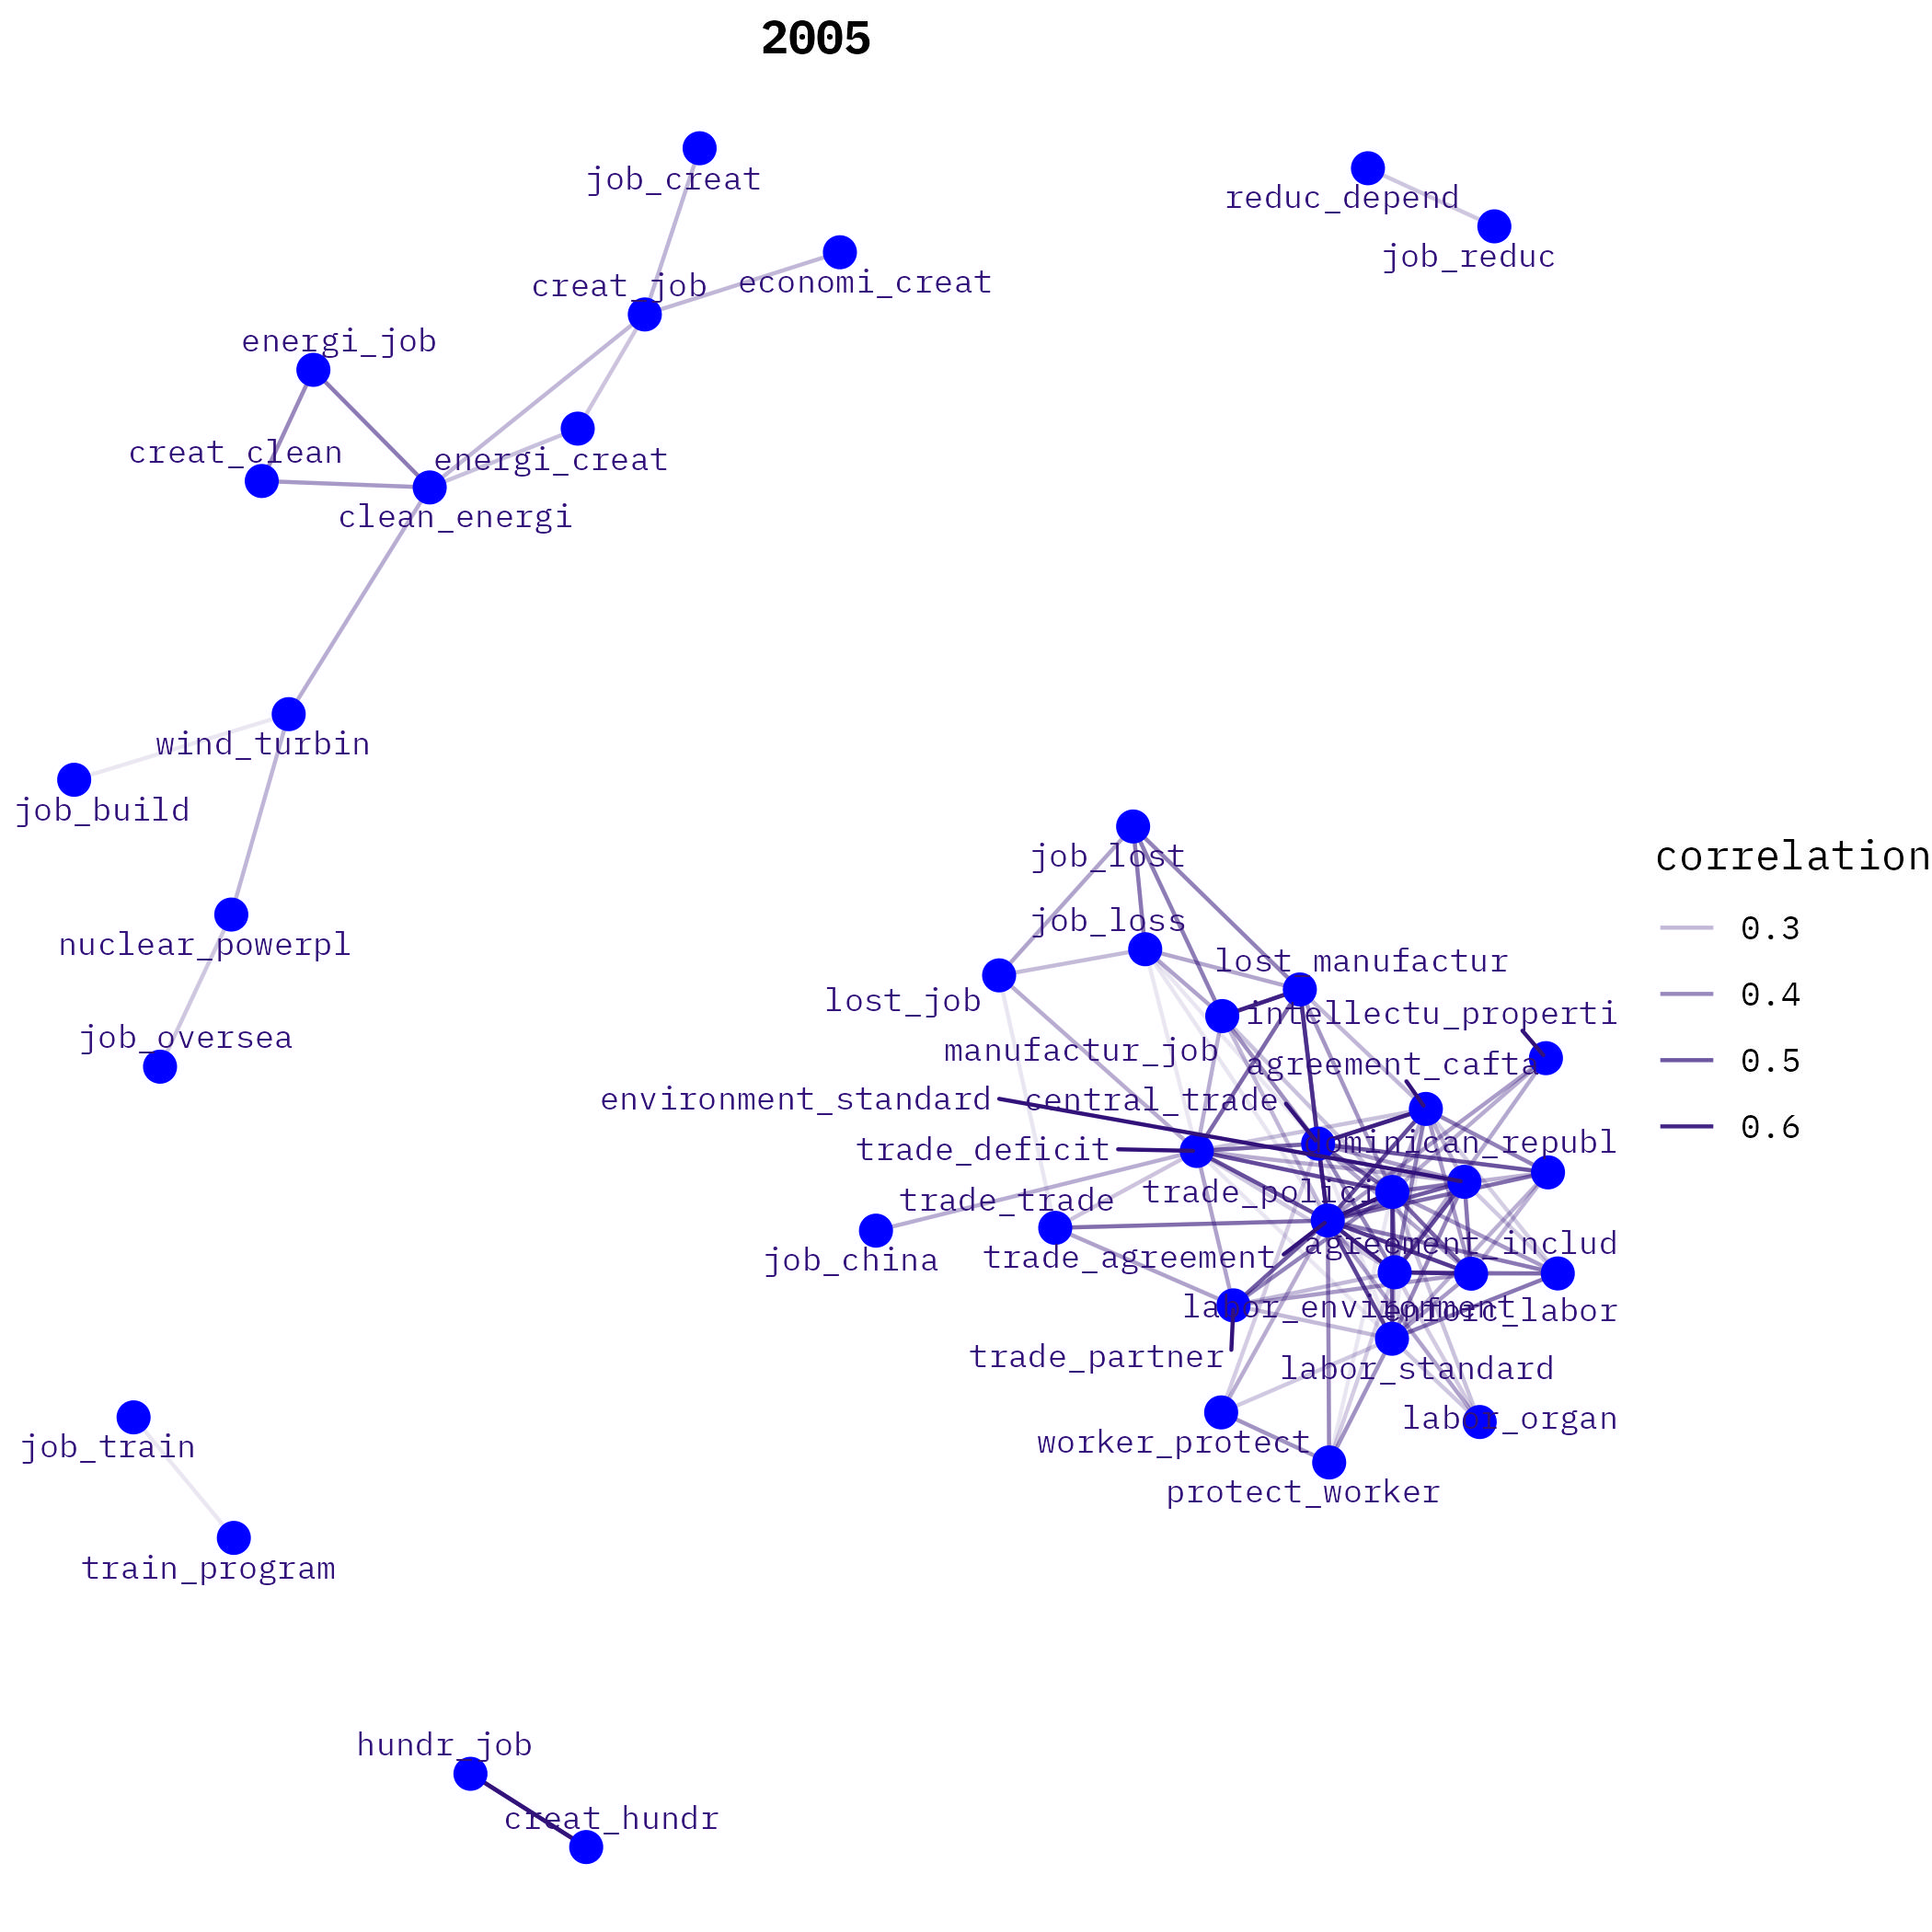 2005
job_creat
reduc_depend
job_reduc
creat_job
economi_creat
energi_job
creat_clean
energi_creat
clean_energi
wind_turbin
job_build
job_lost
job_loss
nuclear_powerpl
lost_manufactur
lost_job
intellectu_properti
job_oversea
manufactur_job
agreement_cafta
environment_standard
central_trade
trade_deficit
dominican_republ
trade_trade
trade_polici
job_china
trade_agreement
agreement_includ
labor_environment
enforc_labor
trade_partner
labor_standard
labor_organ
worker_protect
protect_worker
job_train
train_program
hundr_job
creat_hundr
correlation
0.3
0.4
0.5
0.6